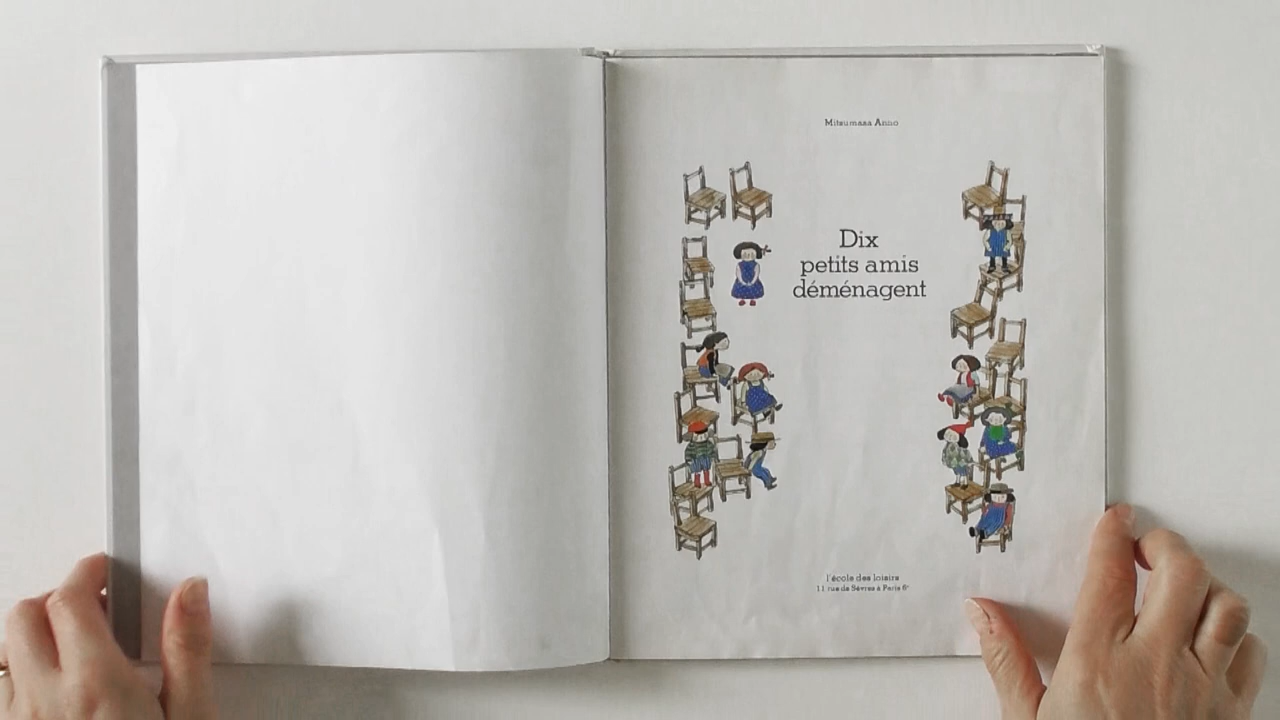 Mitsumasa Anno
Dix
petits amis
déménagent
l'école des loisirs
11 rue de Sèvres à Paris 6e